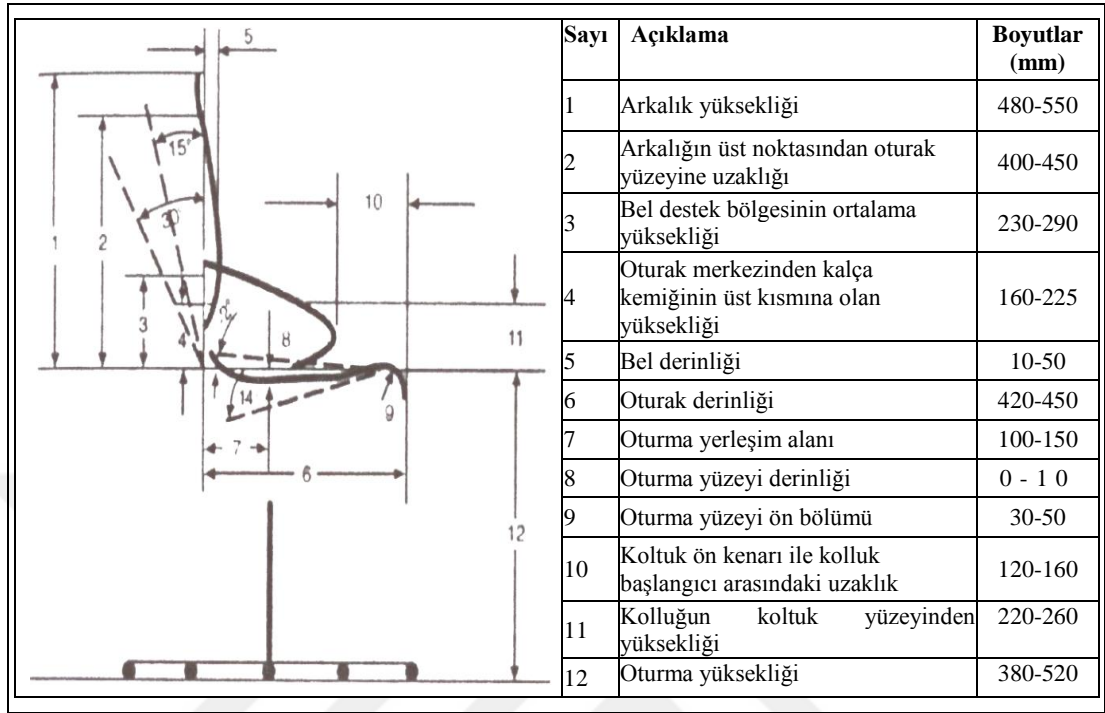 5
15°
30°
10
1
2
3
4
8
11
14
9
7
6
12
Sayı Açıklama Boyutlar
(mm)
1 Arkalık yüksekliği 480-550
2 Arkalığın üst noktasından oturak
yüzeyine uzaklığı 400-450
3 Bel destek bölgesinin ortalama
yüksekliği 230-290
4 Oturak merkezinden kalça
kemiğinin üst kısmına olan
yüksekliği 160-225
5 Bel derinliği 10-50
6 Oturak derinliği 420-450
7 Oturma yerleşim alanı 100-150
8 Oturma yüzeyi derinliği 0 - 1 0
9 Oturma yüzeyi ön bölümü 30-50
10 Koltuk ön kenarı ile kolluk
başlangıcı arasındaki uzaklık 120-160
11 Kolluğun koltuk yüzeyinden
yüksekliği 220-260
12 Oturma yüksekliği 380-520